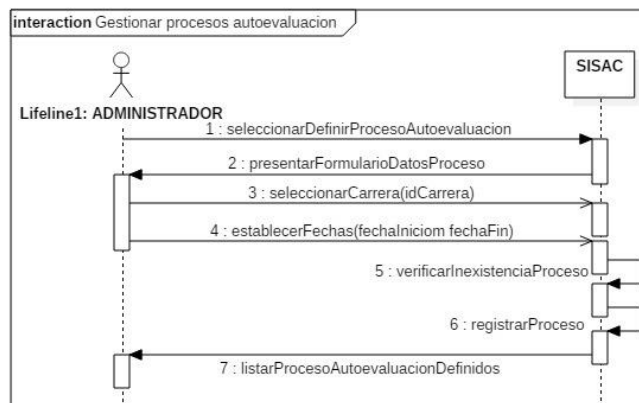 interaction Gestionar procesos autoevaluacion
SISAC
Lifeline1: ADMINISTRADOR
1 : seleccionarDefinirProcesoAutoevaluacion
2 : presentarFormularioDatosProceso
3 : seleccionarCarrera(idCarrera)
4 : establecerFechas(fechaIniciom fechaFin)
5 : verificarInexistenciaProceso
6 : registrarProceso
7 : listarProcesoAutoevaluacionDefinidos